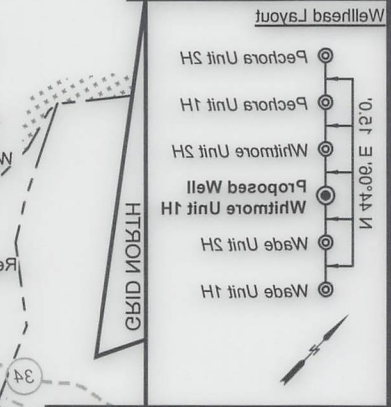 Wellhead Layout
Pechora Unit 2H
Pechora Unit 1H
Whitmore Unit 2H
Proposed Well
Whitmore Unit 1H
Wade Unit 2H
Wade Unit 1H
N 44°06' E 15.0'
N
GRID NORTH
W
Re
34